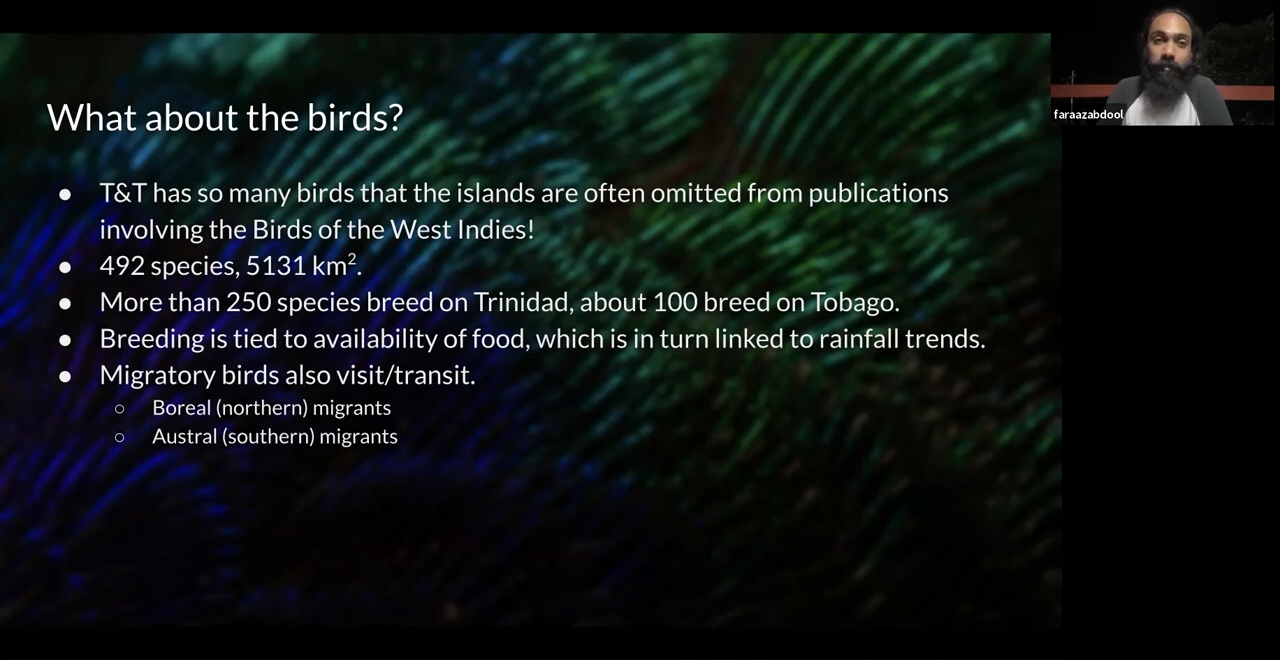 What about the birds?
● T&T has so many birds that the islands are often omitted from publications
involving the Birds of the West Indies!
● 492 species, 5131 km².
● More than 250 species breed on Trinidad, about 100 breed on Tobago.
● Breeding is tied to availability of food, which is in turn linked to rainfall trends.
● Migratory birds also visit/transit.
○ Boreal (northern) migrants
○ Austral (southern) migrants
faraazabdool